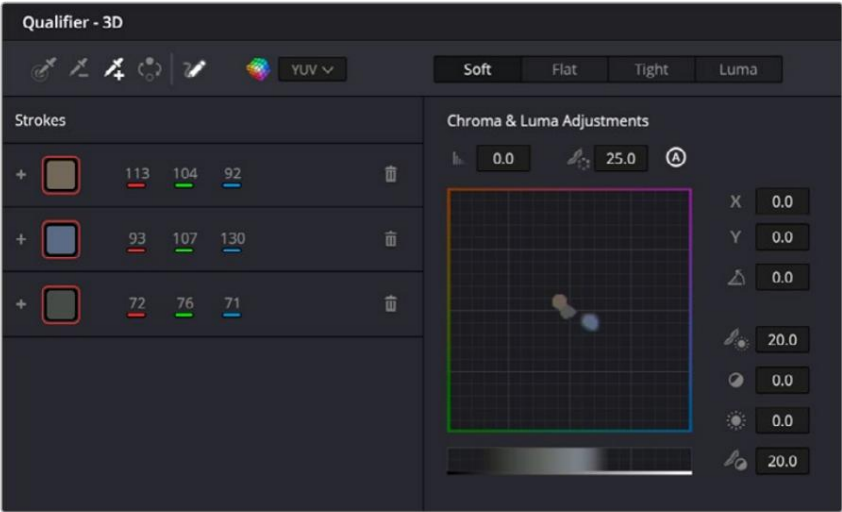 Qualifier - 3D
YUV
Soft Flat Tight Luma
Strokes
113 104 92
93 107 130
72 76 71
Chroma & Luma Adjustments
0.0 25.0 A
X 0.0
Y 0.0
0.0
20.0
0.0
0.0
20.0